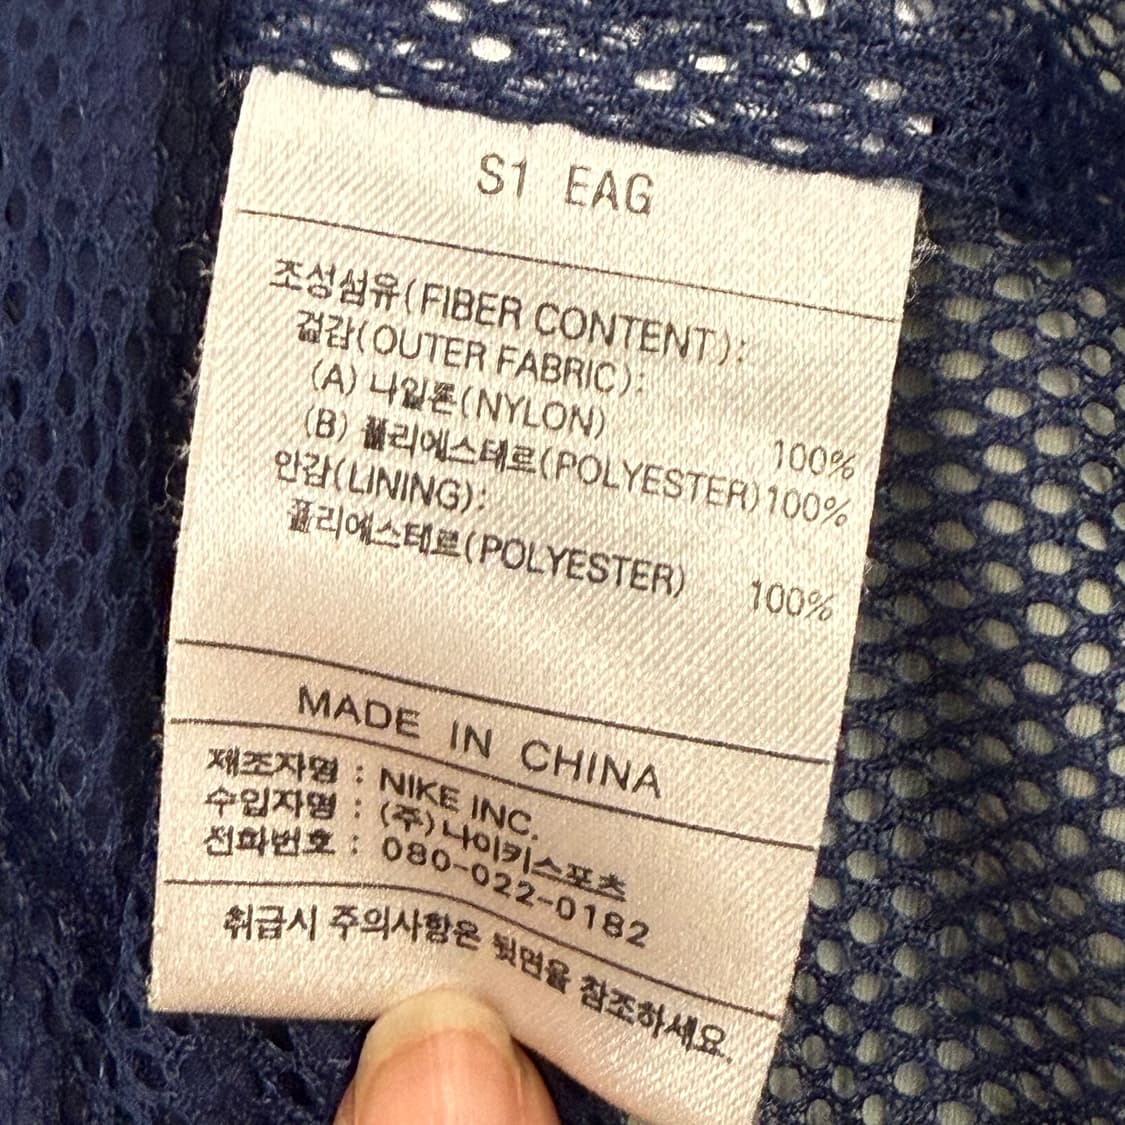 S1 EAG
조성섬유(FIBER CONTENT):
겉감(OUTER FABRIC):
(A) 나일론(NYLON) 100%
(B) 폴리에스테르(POLYESTER) 100%
안감(LINING):
폴리에스테르(POLYESTER) 100%
MADE IN CHINA
제조자명 : NIKE INC.
수입자명 : (주)나이키스포츠
전화번호 : 080-022-0182
취급시 주의사항은 뒷면을 참조하세요.